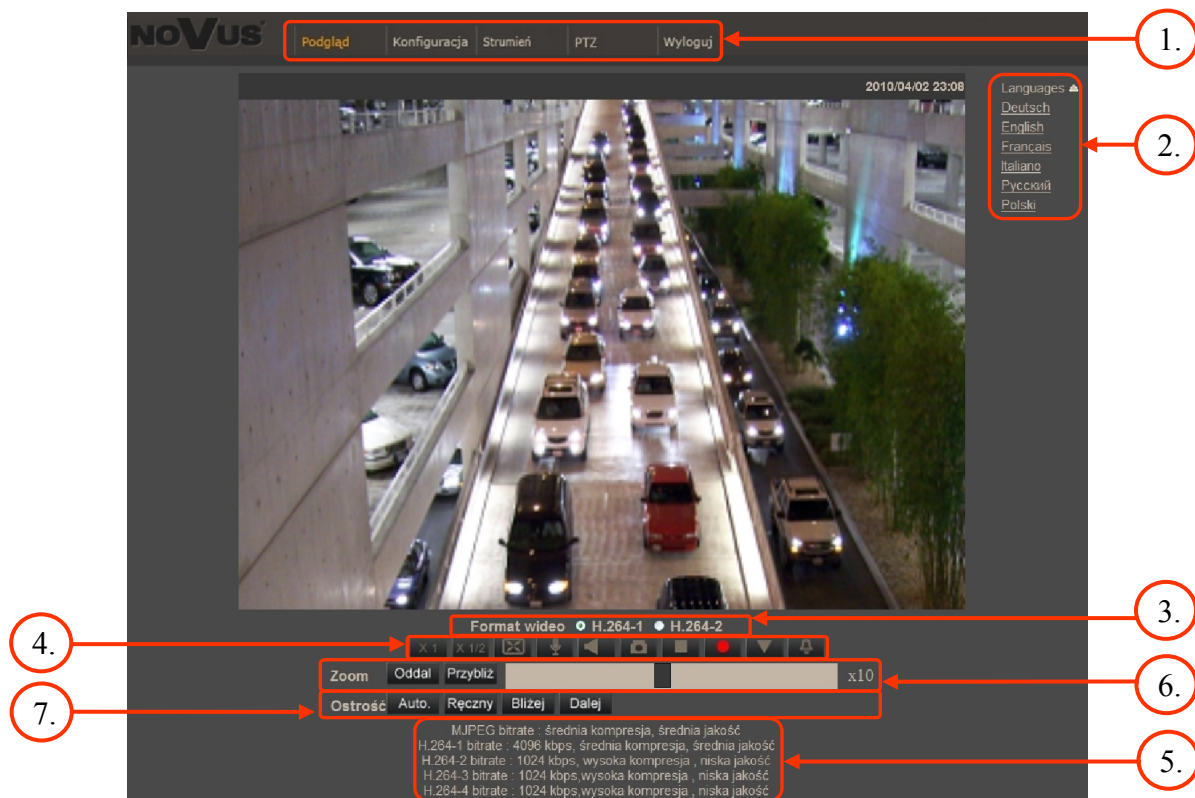 NOVUS
Podgląd Konfiguracja Strumień PTZ Wyloguj
1.
2010/04/02 23:08
Languages
Deutsch
English
Français
Italiano
Русский
Polski
2.
Format wideo H.264-1 H.264-2
3.
4.
X 1 X 1/2
Zoom Oddal Przybliż x10
6.
Ostrość Auto. Ręczny Bliżej Dalej
7.
MJPEG bitrate : średnia kompresja, średnia jakość
H.264-1 bitrate : 4096 kbps, średnia kompresja, średnia jakość
H.264-2 bitrate : 1024 kbps, wysoka kompresja , niska jakość
H.264-3 bitrate : 1024 kbps,wysoka kompresja , niska jakość
H.264-4 bitrate : 1024 kbps,wysoka kompresja , niska jakość
5.